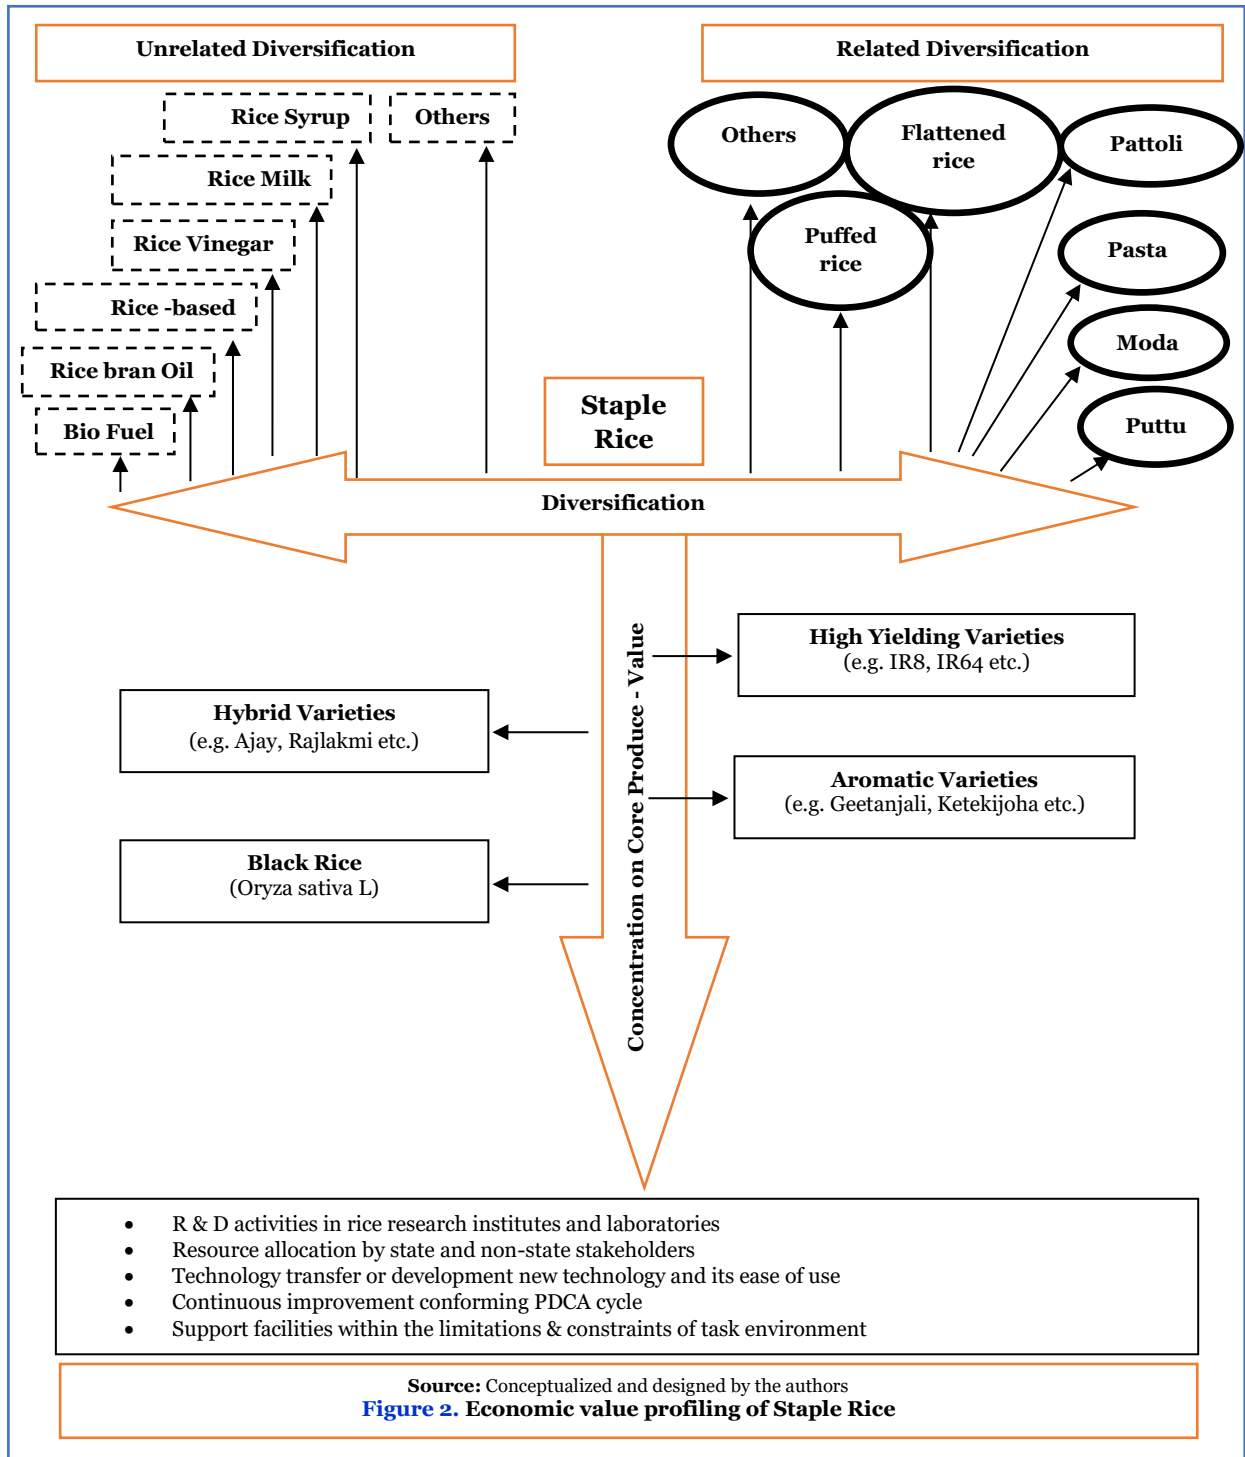 Unrelated Diversification
Related Diversification
Rice Syrup
Others
Rice Milk
Rice Vinegar
Rice -based
Rice bran Oil
Bio Fuel
Others
Flattened
rice
Pattoli
Puffed
rice
Pasta
Moda
Puttu
Staple
Rice
Diversification
Concentration on Core Produce - Value
High Yielding Varieties
(e.g. IR8, IR64 etc.)
Hybrid Varieties
(e.g. Ajay, Rajlakmi etc.)
Aromatic Varieties
(e.g. Geetanjali, Ketekijoha etc.)
Black Rice
(Oryza sativa L)
• R & D activities in rice research institutes and laboratories
• Resource allocation by state and non-state stakeholders
• Technology transfer or development new technology and its ease of use
• Continuous improvement conforming PDCA cycle
• Support facilities within the limitations & constraints of task environment
Source: Conceptualized and designed by the authors
Figure 2. Economic value profiling of Staple Rice